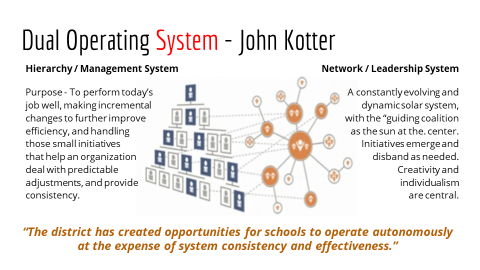 Dual Operating System - John Kotter
Hierarchy / Management System
Purpose - To perform today's
job well, making incremental
changes to further improve
efficiency, and handling
those small initiatives
that help an organization
deal with predictable
adjustments, and provide
consistency.
Network / Leadership System
A constantly evolving and
dynamic solar system,
with the "guiding coalition
as the sun at the. center.
Initiatives emerge and
disband as needed.
Creativity and
individualism
are central.
"The district has created opportunities for schools to operate autonomously
at the expense of system consistency and effectiveness."